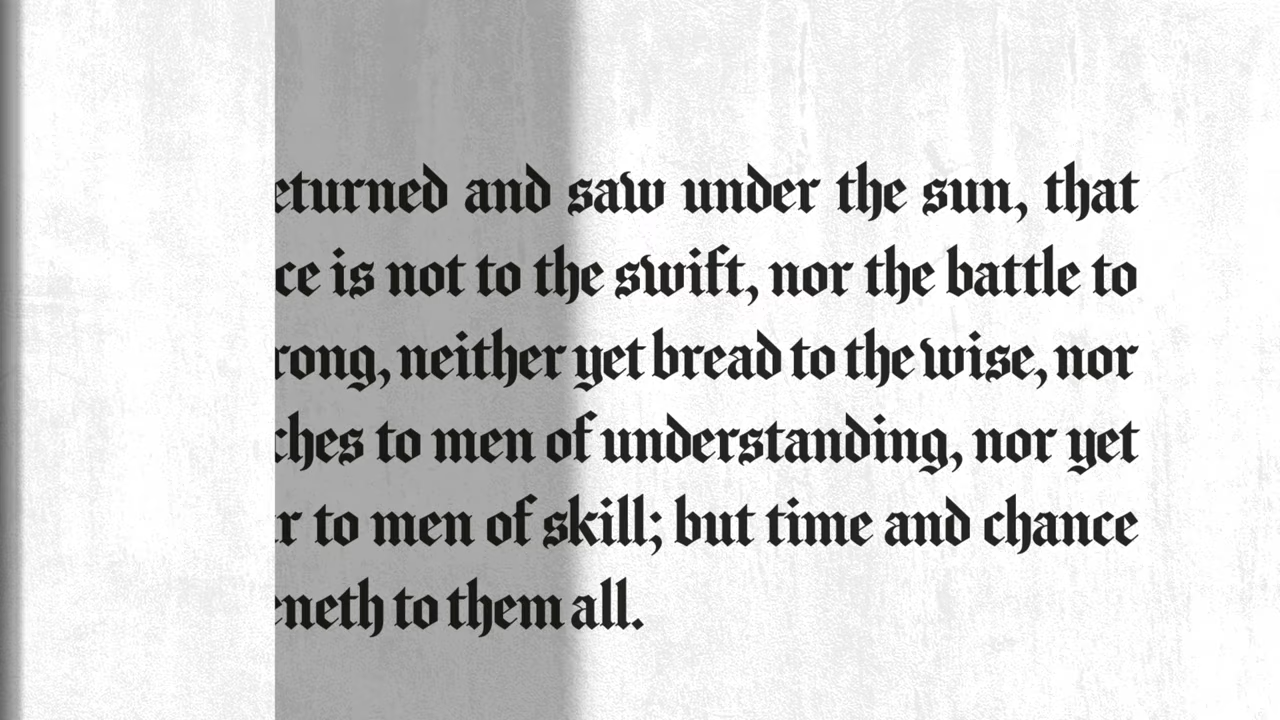 eturned and saw under the sun, that
ce is not to the swift, nor the battle to
rong, neither yet bread to the wise, nor
ches to men of understanding, nor yet
r to men of skill; but time and chance
eneth to them all.